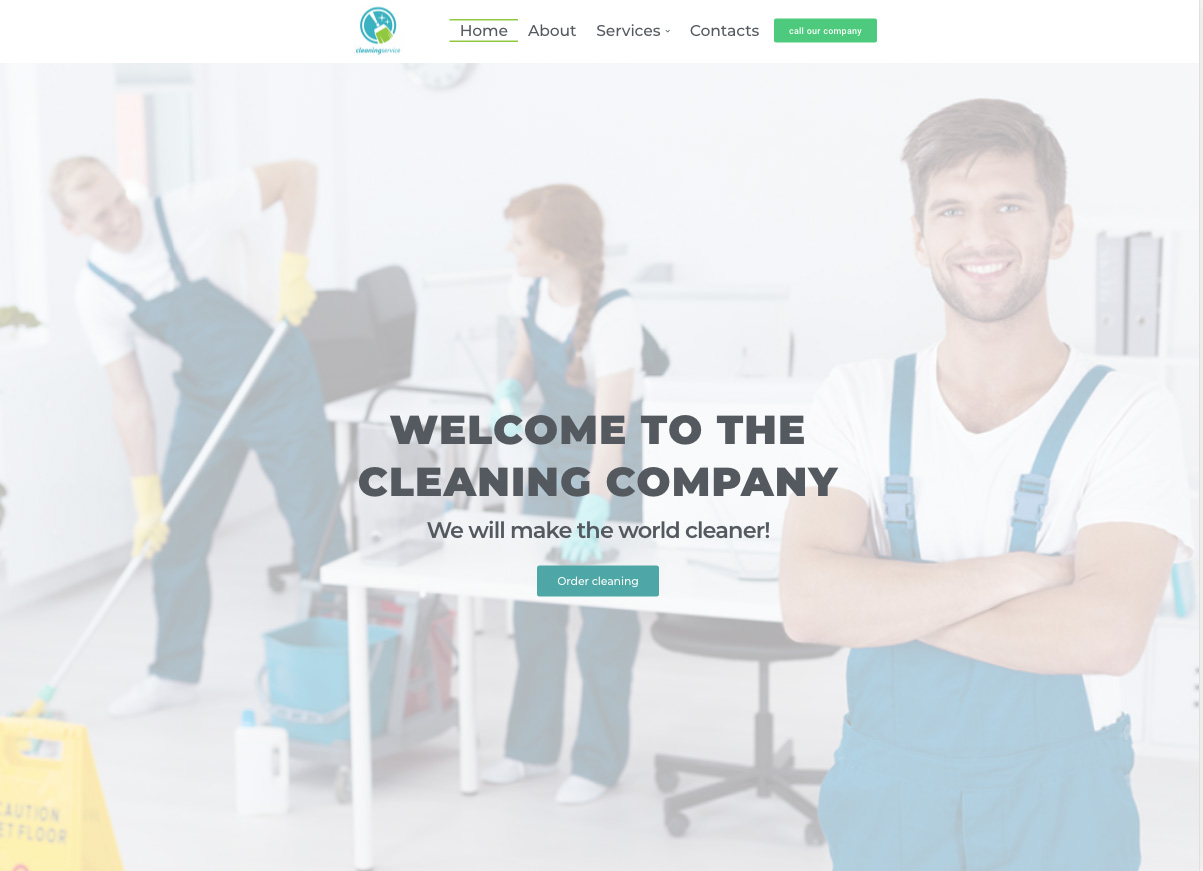 cleaningservice
Home
About
Services
Contacts
call our company
WELCOME TO THE
CLEANING COMPANY
We will make the world cleaner!
Order cleaning
CAUTION
ET FLOOR